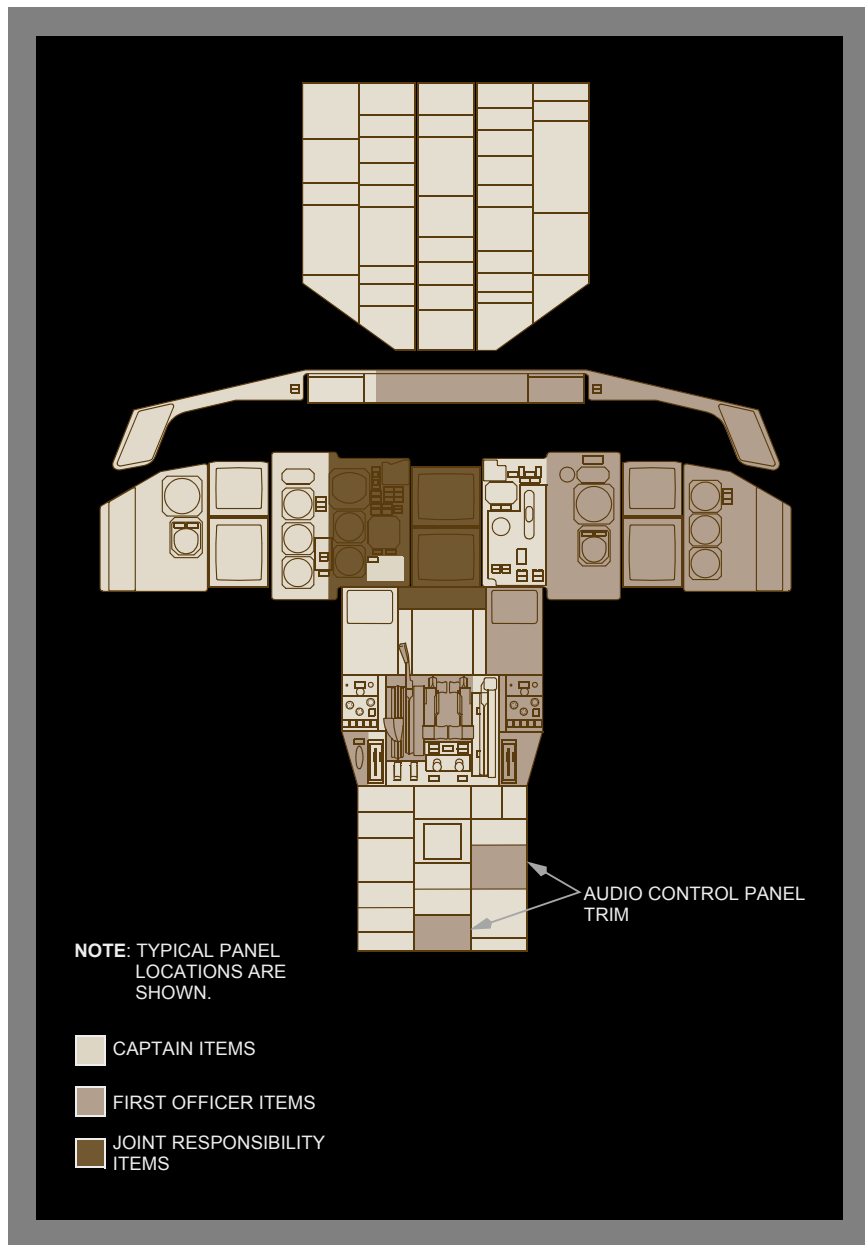 AUDIO CONTROL PANEL
TRIM
NOTE: TYPICAL PANEL
LOCATIONS ARE
SHOWN.
CAPTAIN ITEMS
FIRST OFFICER ITEMS
JOINT RESPONSIBILITY
ITEMS